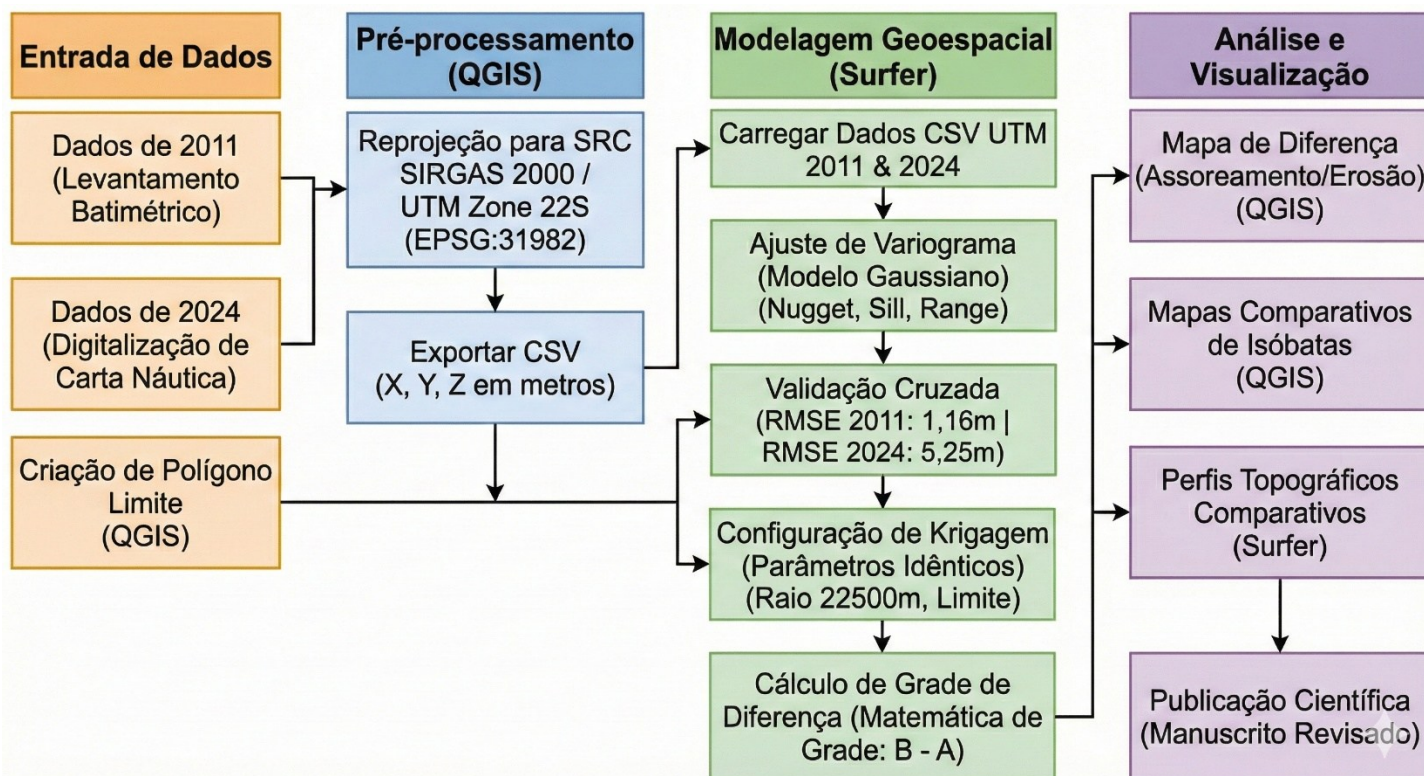 Entrada de Dados
Dados de 2011
(Levantamento
Batimétrico)
Dados de 2024
(Digitalização de
Carta Náutica)
Criação de Polígono
Limite
(QGIS)
Pré-processamento
(QGIS)
Reprojeção para SRC
SIRGAS 2000 /
UTM Zone 22S
(EPSG:31982)
Exportar CSV
(X, Y, Z em metros)
Modelagem Geoespacial
(Surfer)
Carregar Dados CSV UTM
2011 & 2024
Ajuste de Variograma
(Modelo Gaussiano)
(Nugget, Sill, Range)
Validação Cruzada
(RMSE 2011: 1,16m |
RMSE 2024: 5,25m)
Configuração de Krigagem
(Parâmetros Idênticos)
(Raio 22500m, Limite)
Cálculo de Grade de
Diferença (Matemática de
Grade: B - A)
Análise e
Visualização
Mapa de Diferença
(Assoreamento/Erosão)
(QGIS)
Mapas Comparativos
de Isóbatas
(QGIS)
Perfis Topográficos
Comparativos
(Surfer)
Publicação Científica
(Manuscrito Revisado)